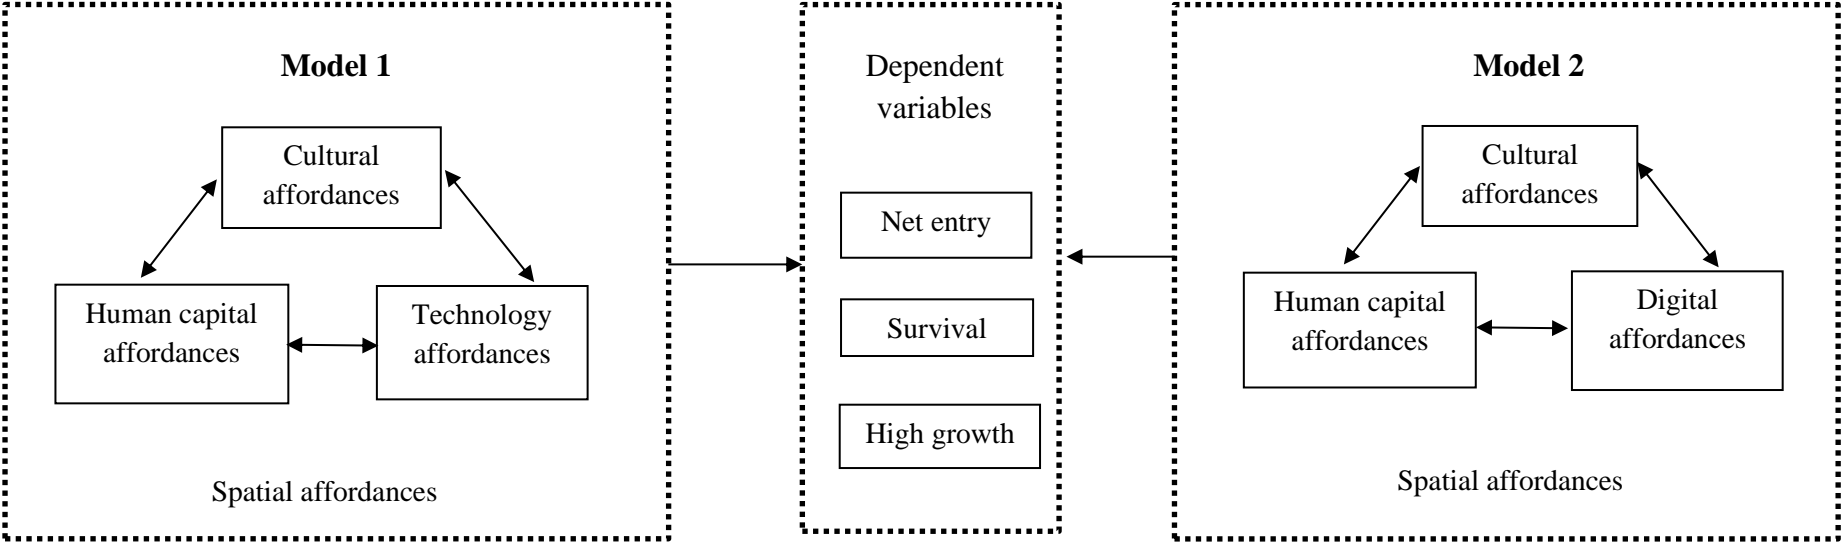 Model 1
Cultural
affordances
Human capital
affordances
Technology
affordances
Spatial affordances
Dependent
variables
Net entry
Survival
High growth
Model 2
Cultural
affordances
Human capital
affordances
Digital
affordances
Spatial affordances